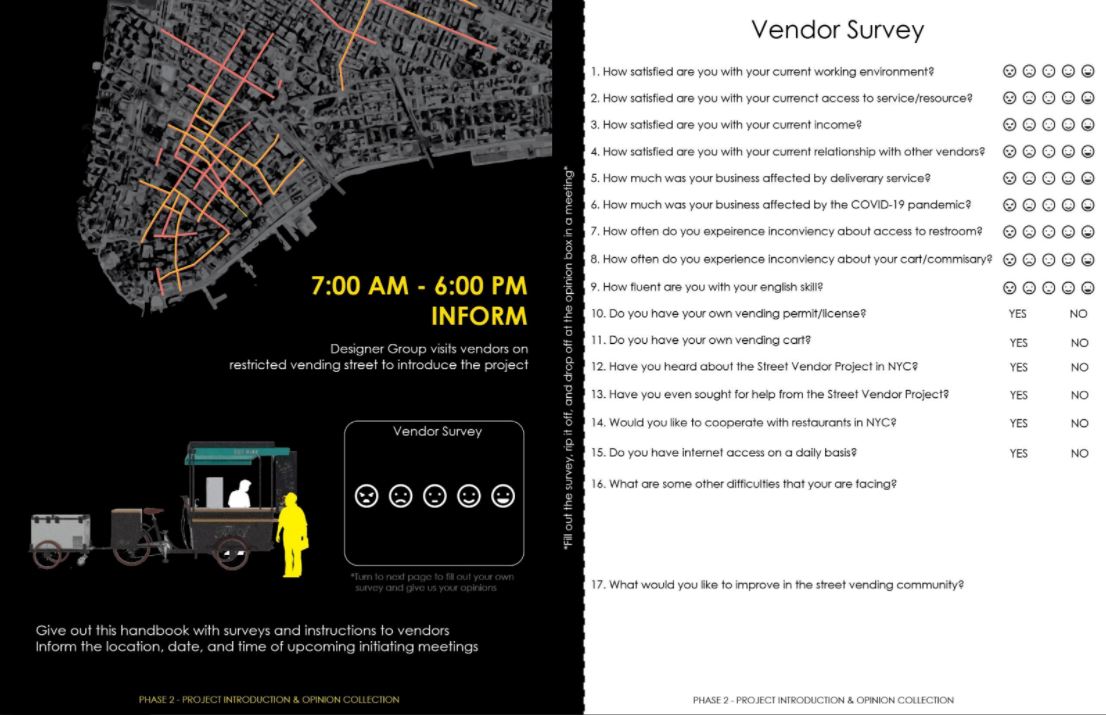 7:00 AM - 6:00 PM
INFORM
Designer Group visits vendors on
restricted vending street to introduce the project
Vendor Survey
*Turn to next page to fill out your own
survey and give us your opinions
Give out this handbook with surveys and instructions to vendors
Inform the location, date, and time of upcoming initiating meetings
PHASE 2 - PROJECT INTRODUCTION & OPINION COLLECTION
*Fill out the survey, rip it off, and drop off at the opinion box in a meeting*
Vendor Survey
1. How satisfied are you with your current working environment?
2. How satisfied are you with your currenct access to service/resource?
3. How satisfied are you with your current income?
4. How satisfied are you with your current relationship with other vendors?
5. How much was your business affected by deliverary service?
6. How much was your business affected by the COVID-19 pandemic?
7. How often do you expeirence inconviency about access to restroom?
8. How often do you experience inconviency about your cart/commisary?
9. How fluent are you with your english skill?
10. Do you have your own vending permit/license? YES NO
11. Do you have your own vending cart? YES NO
12. Have you heard about the Street Vendor Project in NYC? YES NO
13. Have you even sought for help from the Street Vendor Project? YES NO
14. Would you like to cooperate with restaurants in NYC? YES NO
15. Do you have internet access on a daily basis? YES NO
16. What are some other difficulties that your are facing?
17. What would you like to improve in the street vending community?
PHASE 2 - PROJECT INTRODUCTION & OPINION COLLECTION